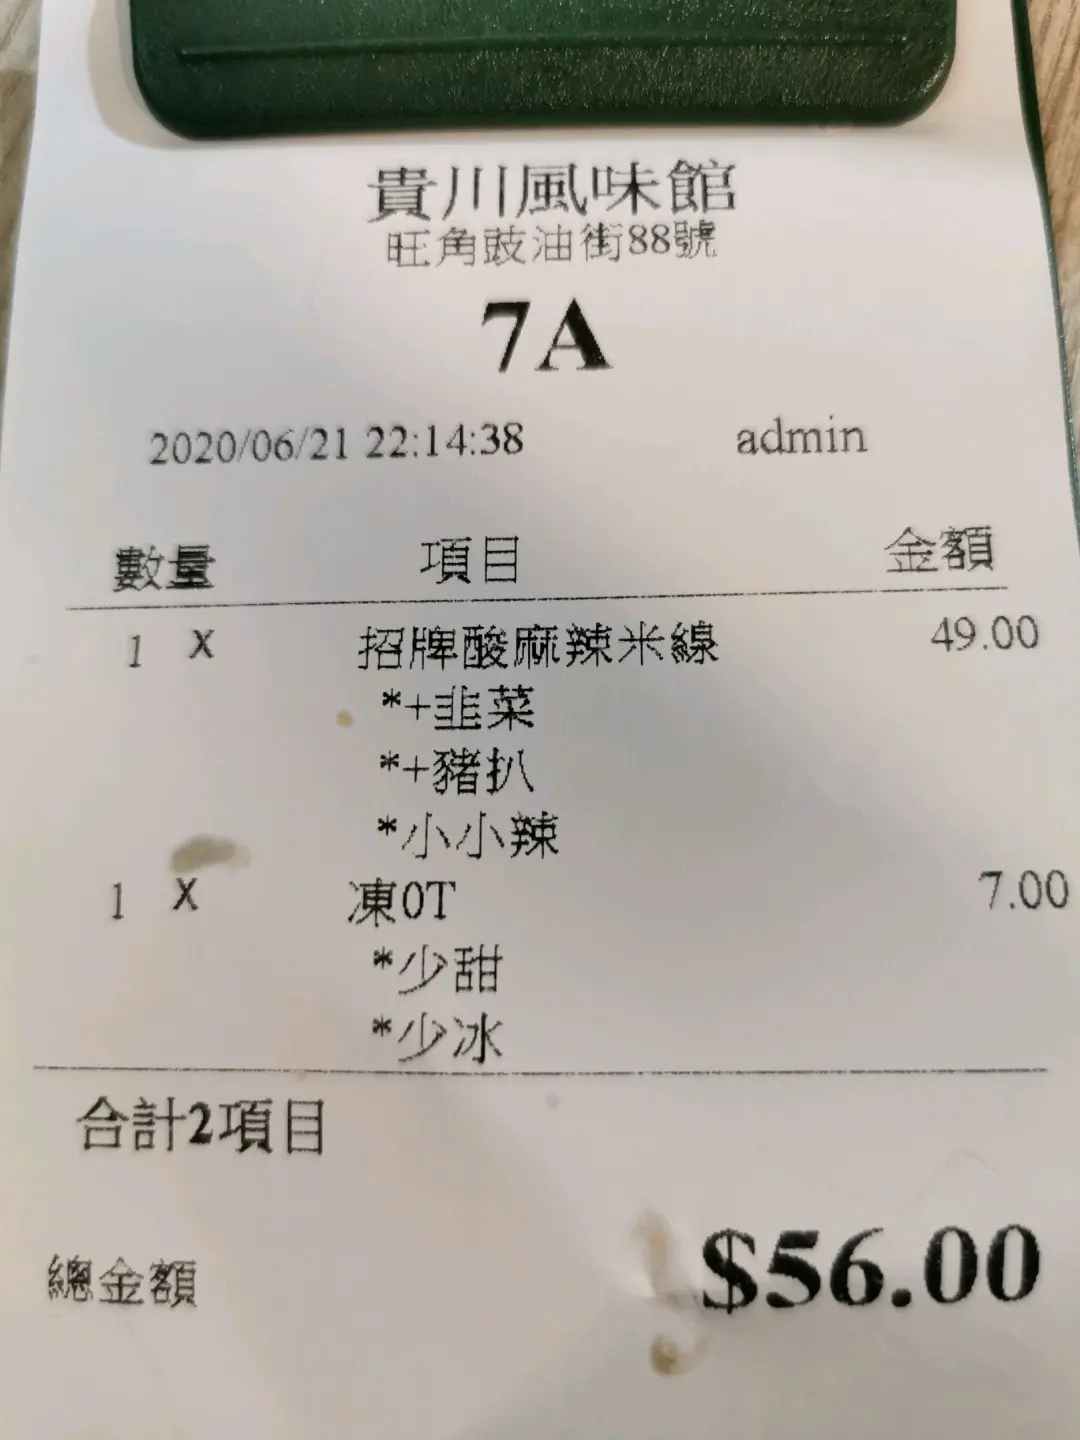 貴川風味館
旺角豉油街88號
7A
2020/06/21 22:14:38 admin
數量 項目 金額
1 X 招牌酸麻辣米線 49.00
*+韭菜
*+豬扒
*小小辣
1 X 凍0T 7.00
*少甜
*少冰
合計2項目
總金額 $56.00